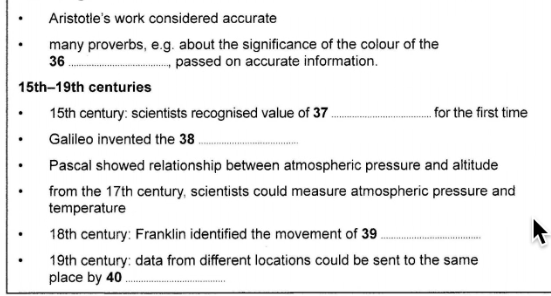 • Aristotle's work considered accurate
• many proverbs, e.g. about the significance of the colour of the
36 ................................, passed on accurate information.
15th–19th centuries
• 15th century: scientists recognised value of 37 ................................ for the first time
• Galileo invented the 38 ................................
• Pascal showed relationship between atmospheric pressure and altitude
• from the 17th century, scientists could measure atmospheric pressure and
temperature
• 18th century: Franklin identified the movement of 39 ................................
• 19th century: data from different locations could be sent to the same
place by 40 ................................